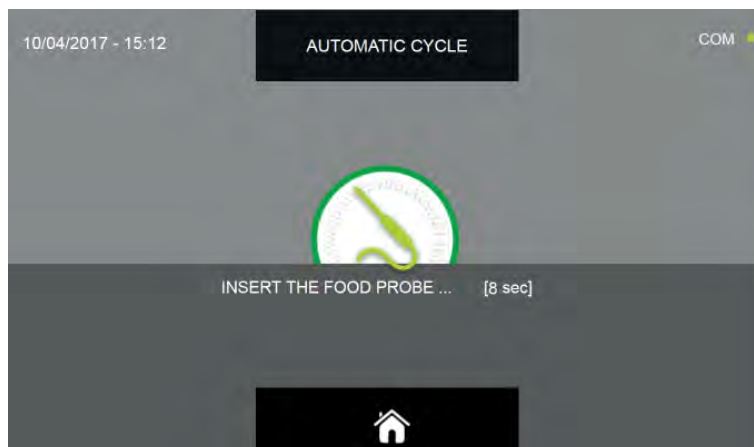 10/04/2017 - 15:12
AUTOMATIC CYCLE
COM
INSERT THE FOOD PROBE ... [8 sec]